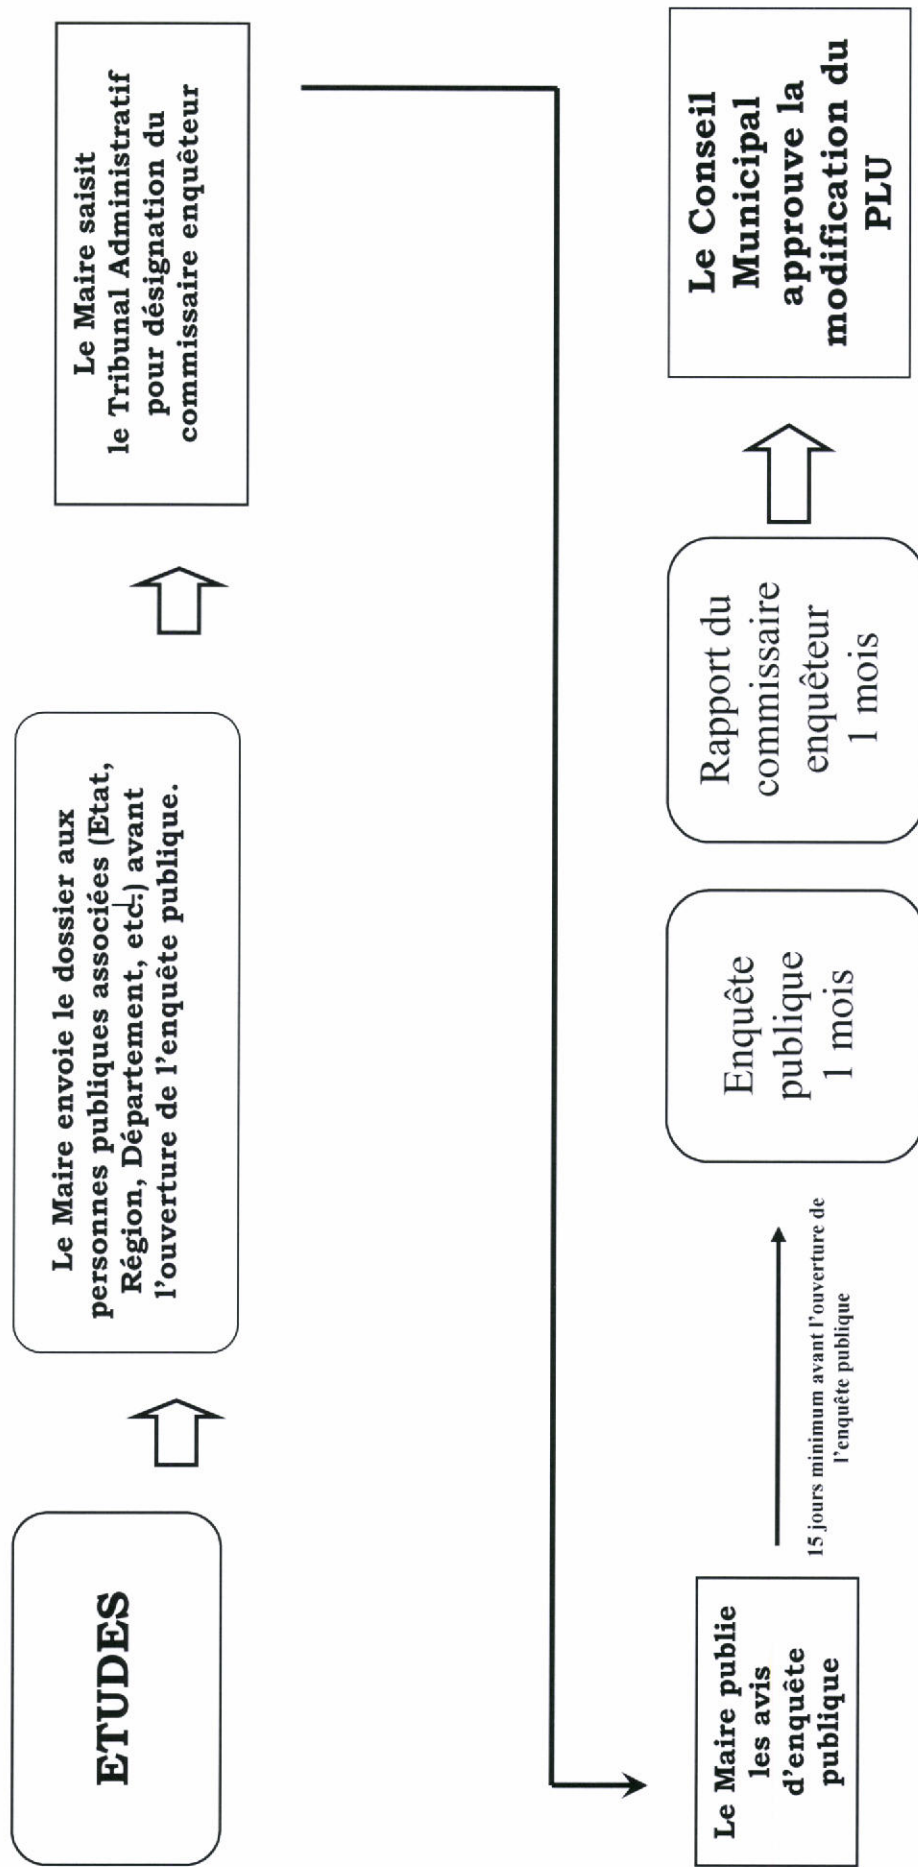 ETUDES
Le Maire envoie le dossier aux
personnes publiques associées (Etat,
Région, Département, etc.) avant
l'ouverture de l'enquête publique.
Le Maire saisit
le Tribunal Administratif
pour désignation du
commissaire enquêteur
Le Maire publie
les avis
d'enquête
publique
15 jours minimum avant l'ouverture de
l'enquête publique
Enquête
publique
1 mois
Rapport du
commissaire
enquêteur
1 mois
Le Conseil
Municipal
approuve la
modification du
PLU